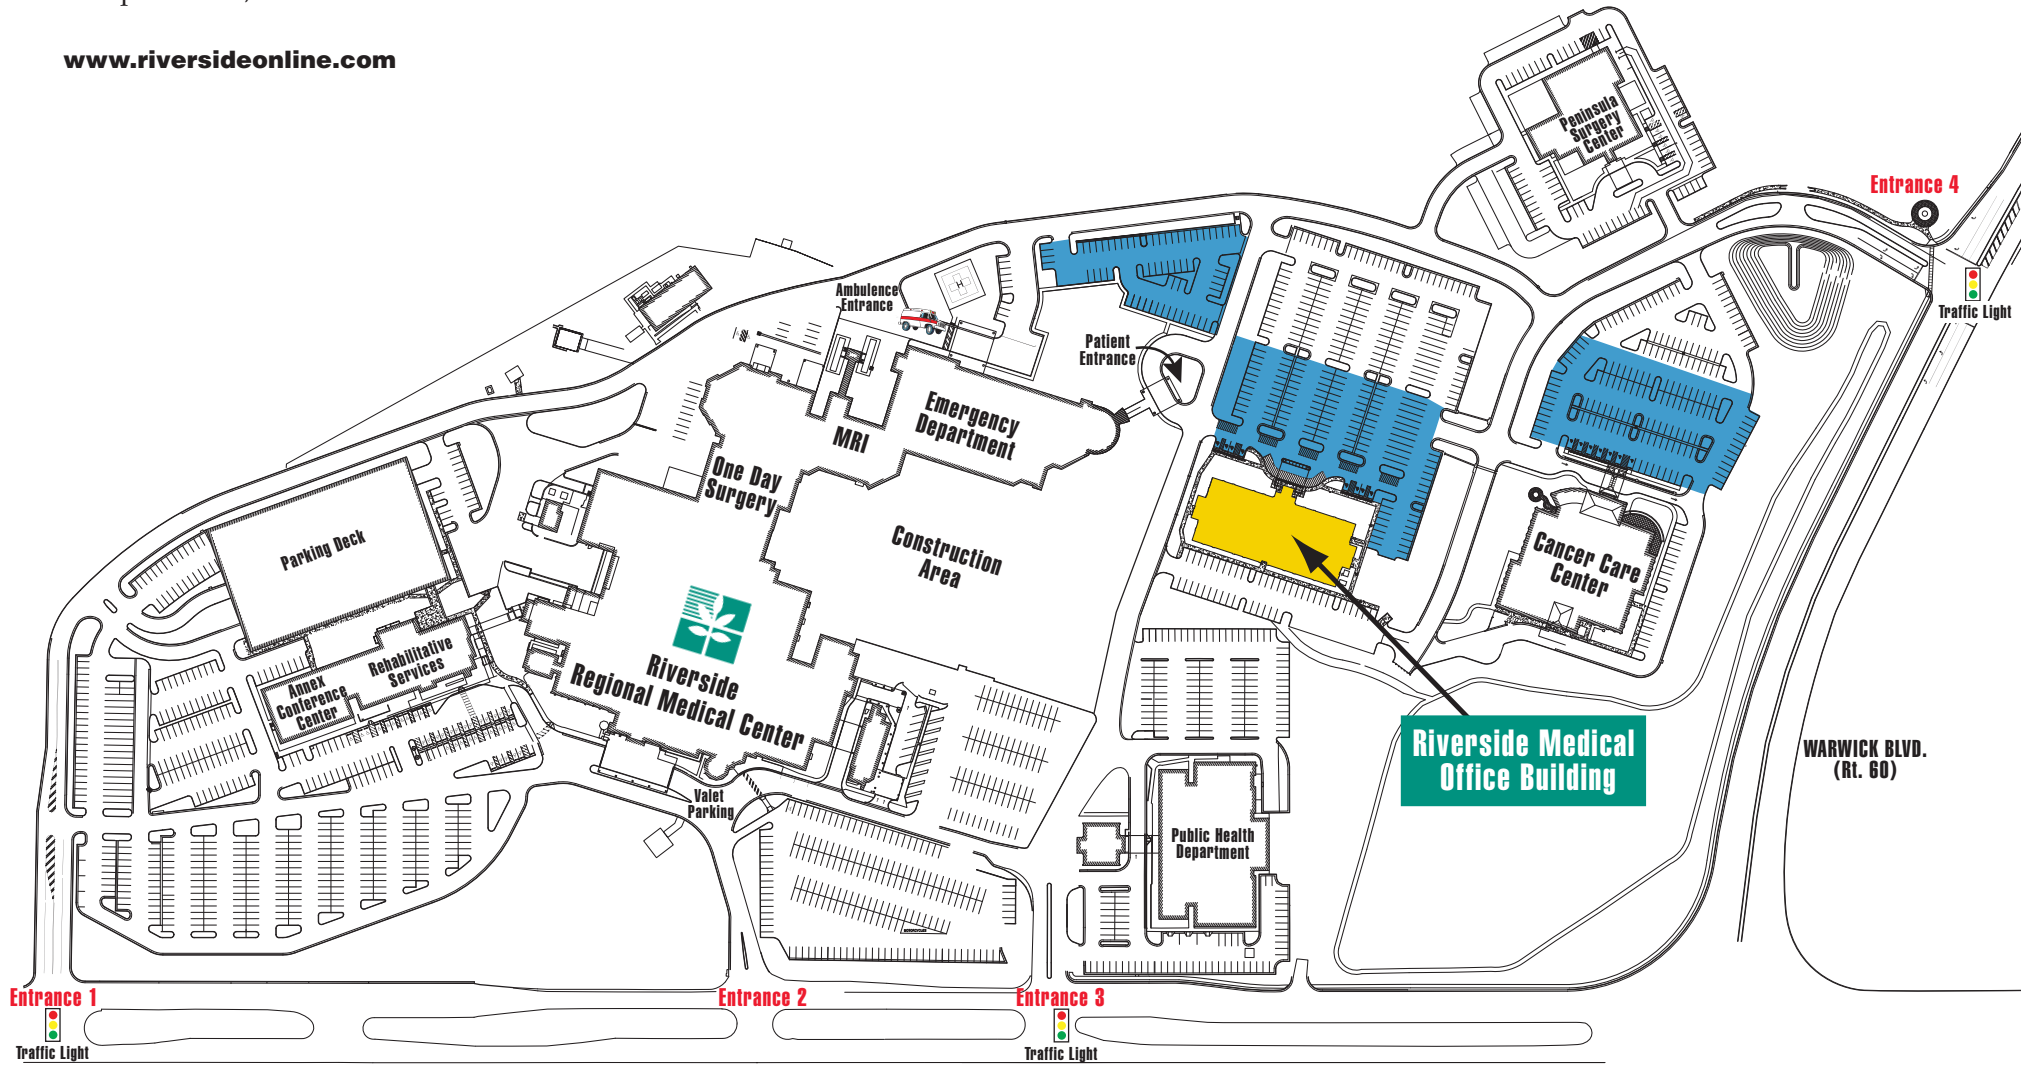 www.riversideonline.com
Peninsula
Surgery
Center
Entrance 4
Traffic Light
Ambulence
Entrance
H
Patient
Entrance
Emergency
Department
MRI
One Day
Surgery
Construction
Area
Parking Deck
Cancer Care
Center
Rehabilitative
Services
Annex
Conference
Center
Riverside
Regional Medical Center
Riverside Medical
Office Building
WARWICK BLVD.
(Rt. 60)
Valet
Parking
Public Health
Department
MOTORCYCLES
Entrance 1
Traffic Light
Entrance 2
Entrance 3
Traffic Light